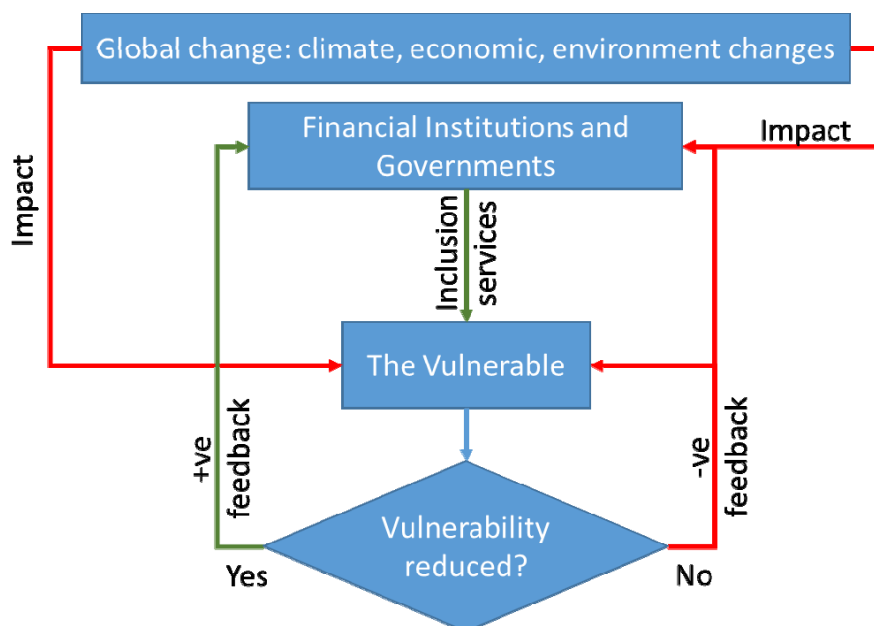 Global change: climate, economic, environment changes
Financial Institutions and
Governments
Impact
Impact
Inclusion
services
The Vulnerable
+ve
feedback
-ve
feedback
Vulnerability
reduced?
Yes
No